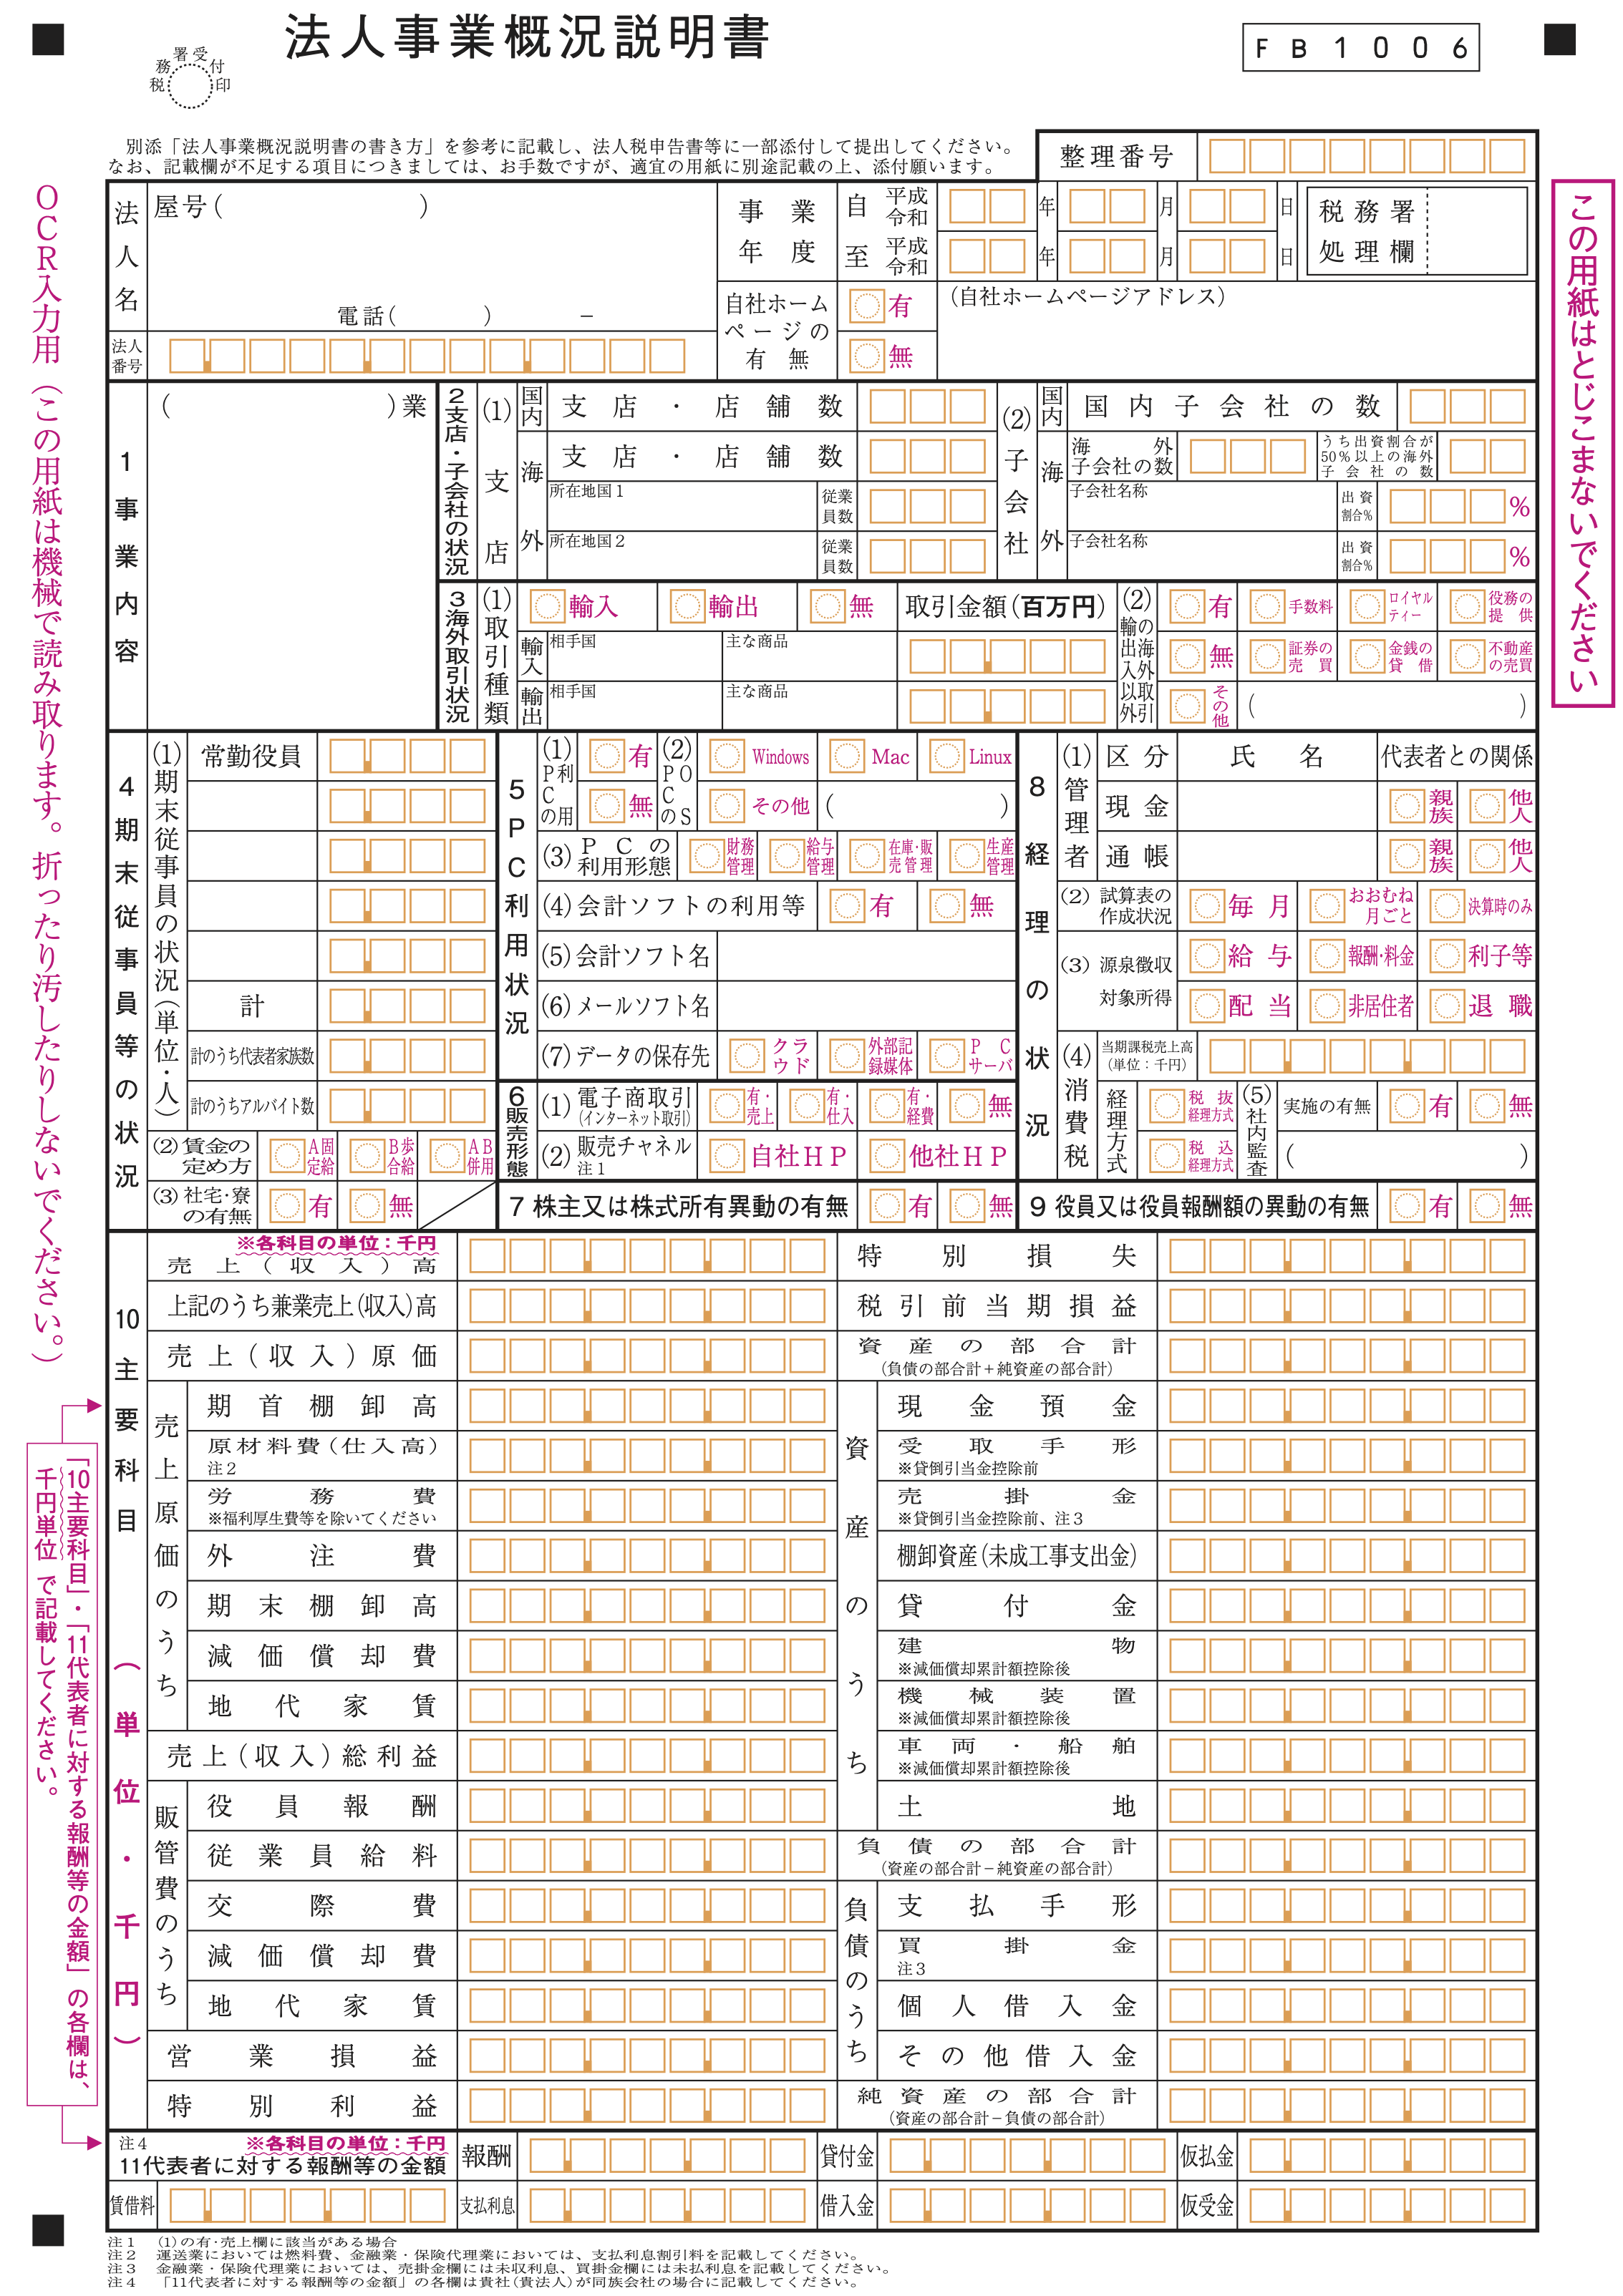 法人事業概況説明書
FB1006
税務署受付印
別添「法人事業概況説明書の書き方」を参考に記載し、法人税申告書等に一部添付して提出してください。
なお、記載欄が不足する項目につきましては、お手数ですが、適宜の用紙に別途記載の上、添付願います。
整理番号
OCR入力用（この用紙は機械で読み取ります。折ったり汚したりしないでください。）
この用紙はとじこまないでください
法人名
屋号( )
電話( ) −
事業年度
自 平成 令和 年 月 日
至 平成 令和 年 月 日
税務署処理欄
法人番号
自社ホームページの有無
有
無
(自社ホームページアドレス)
1 事業内容
( )業
2 支店・子会社の状況
(1) 支店
国内 支店・店舗数
海外 支店・店舗数
所在地国1 従業員数
所在地国2 従業員数
(2) 子会社
国内 国内子会社の数
海外 海外子会社の数 うち出資割合が50%以上の海外子会社の数
子会社名称 出資割合% %
子会社名称 出資割合% %
3 海外取引状況
(1) 取引種類
輸入 輸出 無 取引金額(百万円)
輸入 相手国 主な商品
輸出 相手国 主な商品
(2) 輸出入以外の海外取引
有 手数料 ロイヤルティー 役務の提供
無 証券の売買 金銭の貸借 不動産の売買
その他 ( )
4 期末従事員等の状況
(1) 期末従事員の状況(単位・人)
常勤役員
計
計のうち代表者家族数
計のうちアルバイト数
(2) 賃金の定め方 A固定給 B歩合給 AB併用
(3) 社宅・寮の有無 有 無
5 PC利用状況
(1) PCの利用 有 無
(2) PCのOS Windows Mac Linux
その他 ( )
(3) PCの利用形態 財務管理 給与管理 在庫・販売管理 生産管理
(4) 会計ソフトの利用等 有 無
(5) 会計ソフト名
(6) メールソフト名
(7) データの保存先 クラウド 外部記録媒体 PCサーバ
6 販売形態
(1) 電子商取引(インターネット取引) 有・売上 有・仕入 有・経費 無
(2) 販売チャネル 注1 自社HP 他社HP
7 株主又は株式所有異動の有無 有 無
8 経理の状況
(1) 管理者
区分 氏名 代表者との関係
現金 親族 他人
通帳 親族 他人
(2) 試算表の作成状況 毎月 おおむね月ごと 決算時のみ
(3) 源泉徴収対象所得 給与 報酬・料金 利子等
配当 非居住者 退職
(4) 消費税
当期課税売上高(単位：千円)
経理方式 税抜経理方式 税込経理方式
(5) 社内監査 実施の有無 有 無
( )
9 役員又は役員報酬額の異動の有無 有 無
10 主要科目（単位・千円）
※各科目の単位：千円
売上(収入)高
上記のうち兼業売上(収入)高
売上(収入)原価
売上原価のうち
期首棚卸高
原材料費(仕入高)
注2
労務費
※福利厚生費等を除いてください
外注費
期末棚卸高
減価償却費
地代家賃
売上(収入)総利益
販管費のうち
役員報酬
従業員給料
交際費
減価償却費
地代家賃
営業損益
特別利益
特別損失
税引前当期損益
資産の部合計
(負債の部合計＋純資産の部合計)
資産のうち
現金預金
受取手形
※貸倒引当金控除前
売掛金
※貸倒引当金控除前、注3
棚卸資産(未成工事支出金)
貸付金
建物
※減価償却累計額控除後
機械装置
※減価償却累計額控除後
車両・船舶
※減価償却累計額控除後
土地
負債の部合計
(資産の部合計−純資産の部合計)
負債のうち
支払手形
買掛金
注3
個人借入金
その他借入金
純資産の部合計
(資産の部合計−負債の部合計)
「10主要科目」・「11代表者に対する報酬等の金額」の各欄は、
千円単位で記載してください。
注4 ※各科目の単位：千円
11代表者に対する報酬等の金額
報酬 貸付金 仮払金
賃借料 支払利息 借入金 仮受金
注1 (1)の有・売上欄に該当がある場合
注2 運送業においては燃料費、金融業・保険代理業においては、支払利息割引料を記載してください。
注3 金融業・保険代理業においては、売掛金欄には未収利息、買掛金欄には未払利息を記載してください。
注4 「11代表者に対する報酬等の金額」の各欄は貴社(貴法人)が同族会社の場合に記載してください。